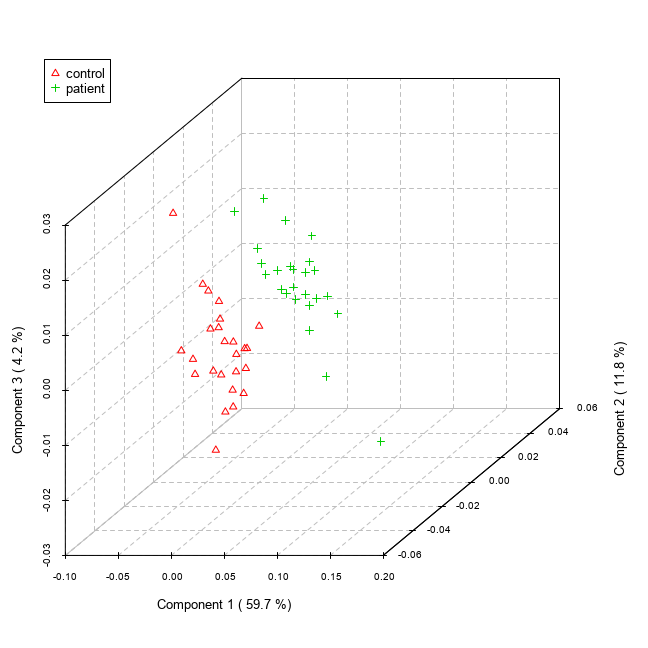 control
patient
0.03
0.02
0.01
0.00
-0.01
-0.02
-0.03
Component 3 ( 4.2 %)
-0.10 -0.05 0.00 0.05 0.10 0.15 0.20
Component 1 ( 59.7 %)
0.06
0.04
0.02
0.00
-0.02
-0.04
-0.06
Component 2 ( 11.8 %)